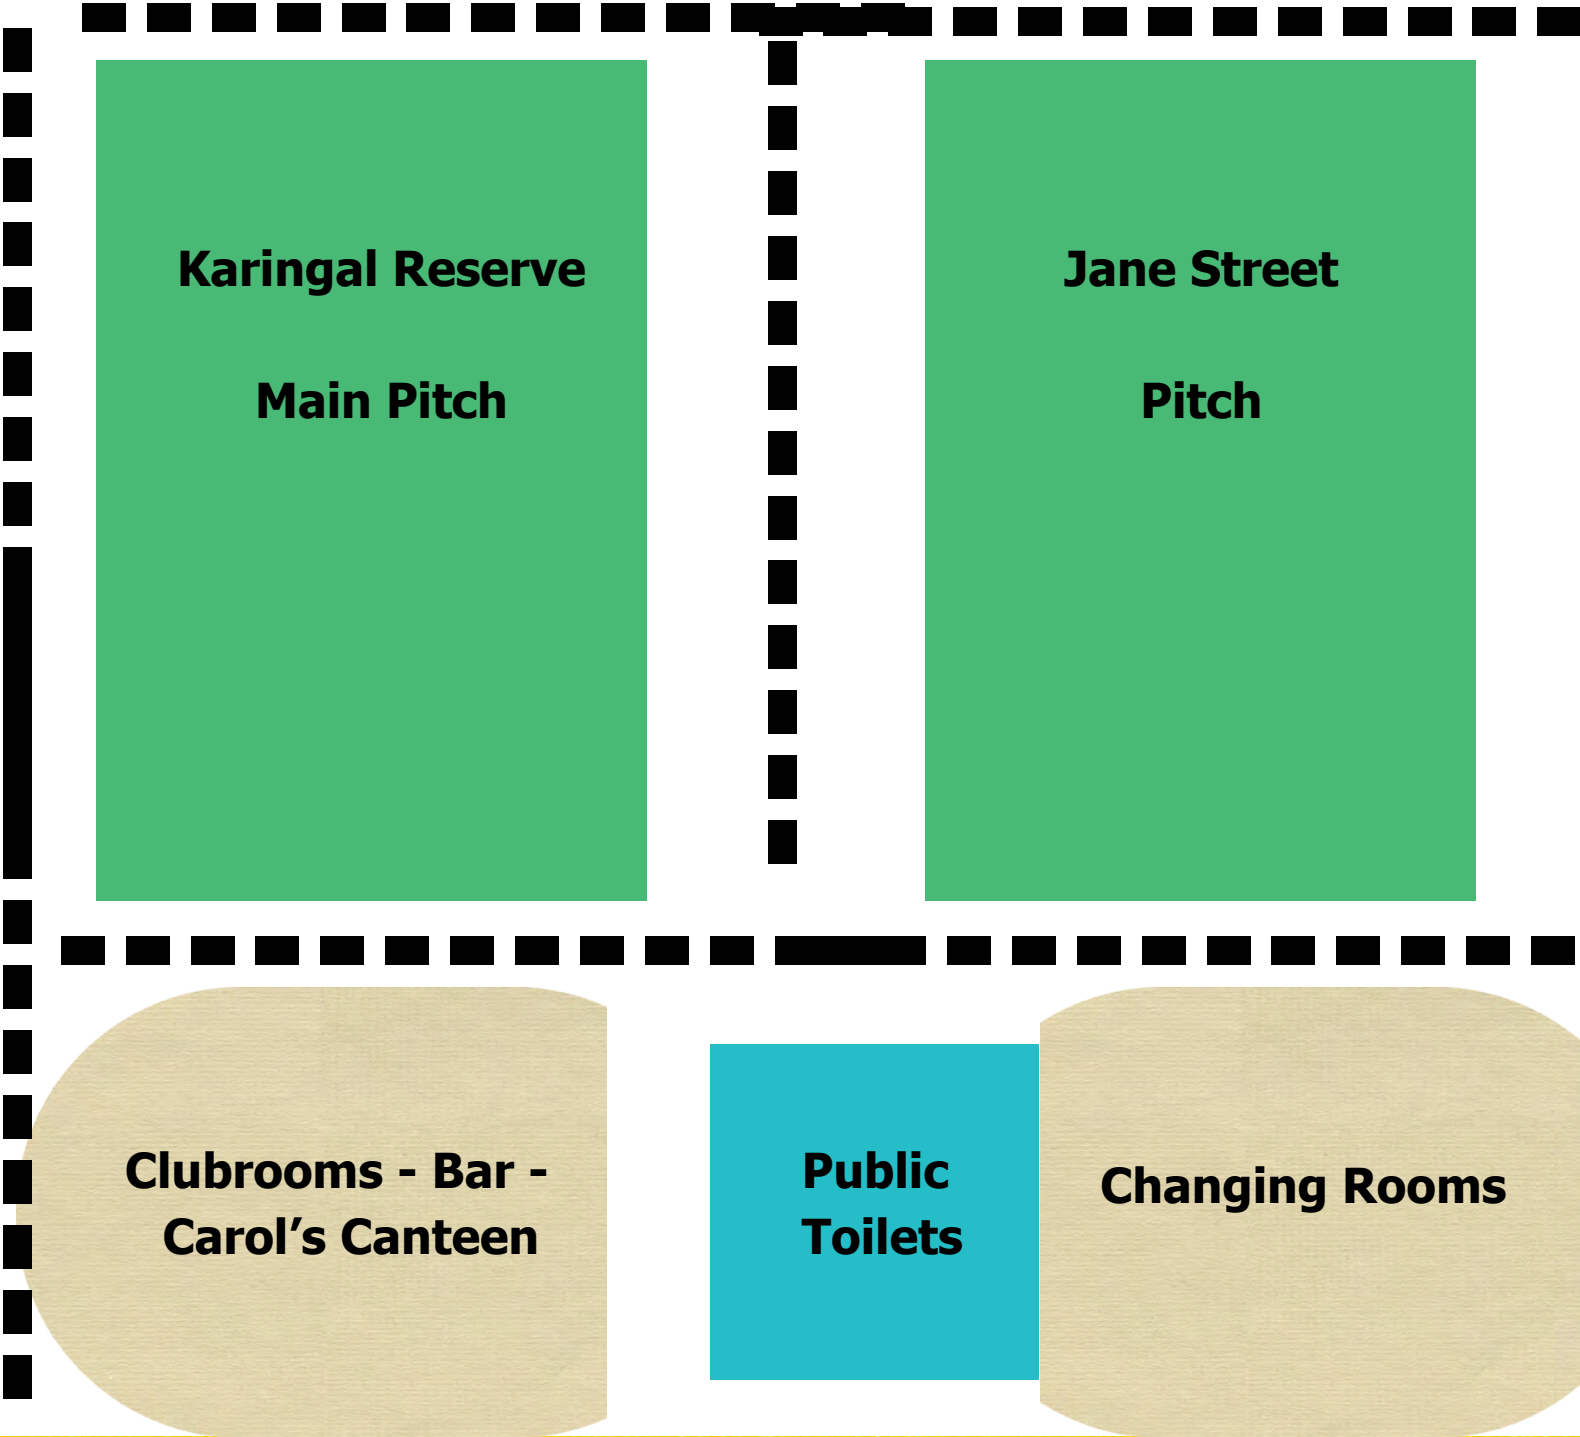 Karingal Reserve
Main Pitch
Jane Street
Pitch
Clubrooms - Bar -
Carol’s Canteen
Public
Toilets
Changing Rooms